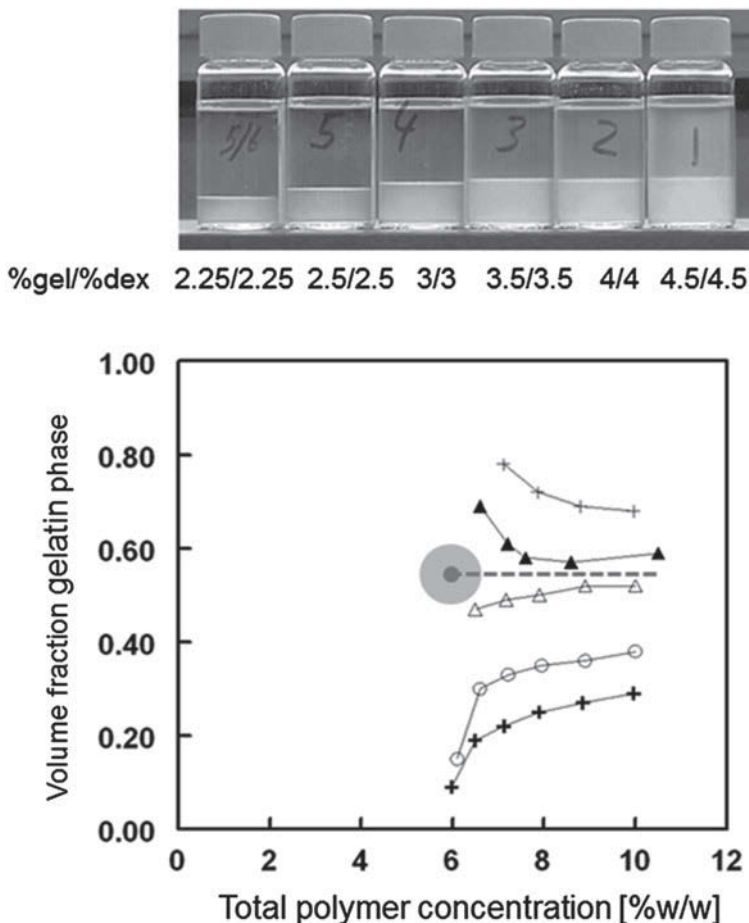 5/6 5 4 3 2 1
%gel/%dex 2.25/2.25 2.5/2.5 3/3 3.5/3.5 4/4 4.5/4.5
1.00
0.80
0.60
0.40
0.20
0.00
Volume fraction gelatin phase
0 2 4 6 8 10 12
Total polymer concentration [%w/w]